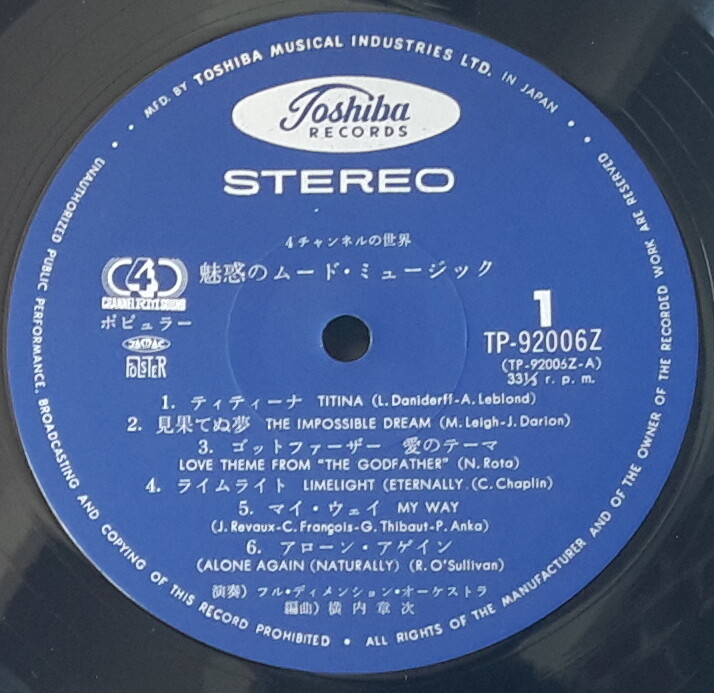 MFD. BY TOSHIBA MUSICAL INDUSTRIES LTD. IN JAPAN
Toshiba
RECORDS
STEREO
4チャンネルの世界
魅惑のムード・ミュージック
4
CHANNEL RM SOUND
ポピュラー
JASRAC
POLSTER
1
TP-92006Z
(TP-92006Z-A)
33⅓ r. p. m.
1. ティティーナ TITINA (L. Daniderff-A. Leblond)
2. 見果てぬ夢 THE IMPOSSIBLE DREAM (M. Leigh-J. Darion)
3. ゴットファーザー 愛のテーマ
LOVE THEME FROM "THE GODFATHER" (N. Rota)
4. ライムライト LIMELIGHT (ETERNALLY (C. Chaplin)
5. マイ・ウェイ MY WAY
(J. Revaux-C. François-G. Thibaut-P. Anka)
6. アローン・アゲイン
(ALONE AGAIN (NATURALLY) (R. O'Sullivan)
演奏) フル・ディメンション・オーケストラ
編曲) 横内章次
UNAUTHORIZED PUBLIC PERFORMANCE, BROADCASTING AND COPYING OF THIS RECORD PROHIBITED • ALL RIGHTS OF THE MANUFACTURER AND OF THE OWNER OF THE RECORDED WORK ARE RESERVED